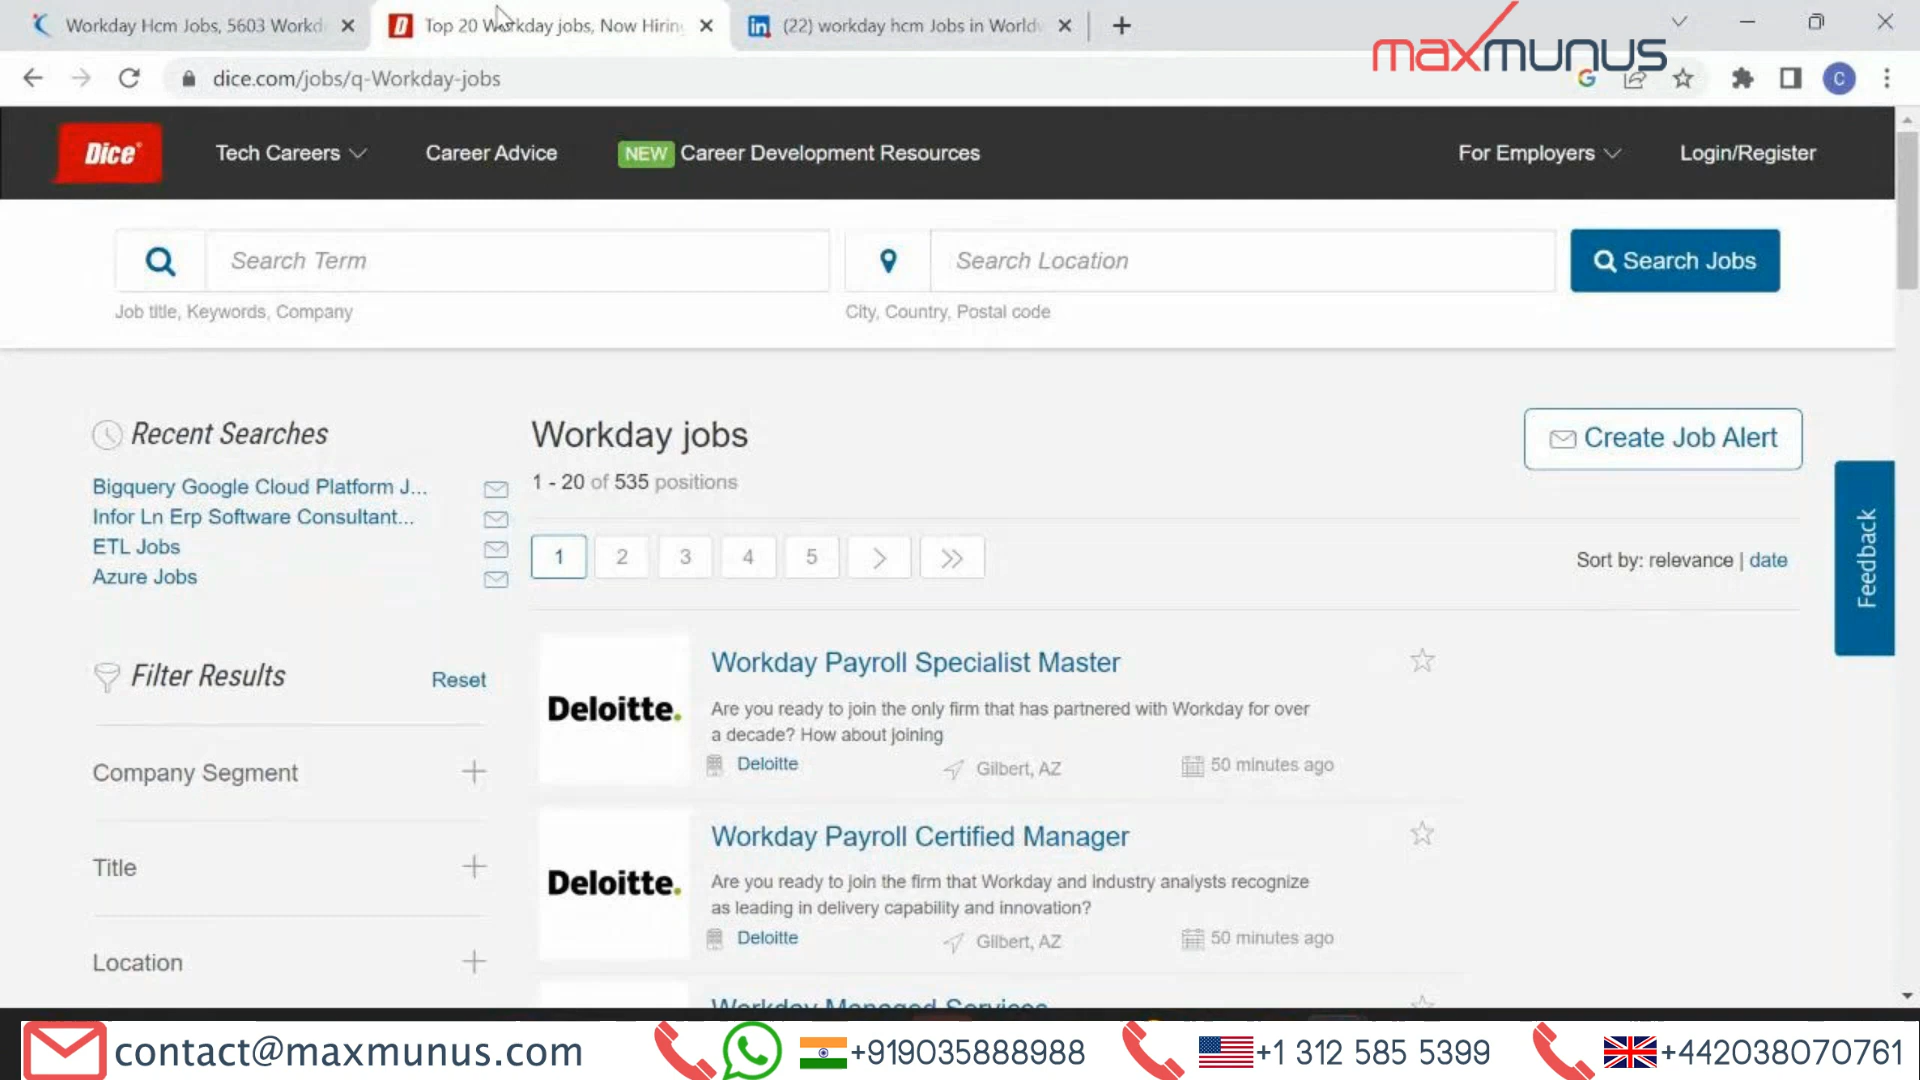 Workday Hcm Jobs, 5603 Workd
Top 20 Workday jobs, Now Hiring
(22) workday hcm Jobs in World
maxmunus
dice.com/jobs/q-Workday-jobs
C
Dice
Tech Careers
Career Advice
NEW Career Development Resources
For Employers
Login/Register
Search Term
Search Location
Search Jobs
Job title, Keywords, Company
City, Country, Postal code
Recent Searches
Bigquery Google Cloud Platform J...
Infor Ln Erp Software Consultant...
ETL Jobs
Azure Jobs
Workday jobs
1 - 20 of 535 positions
Create Job Alert
1 2 3 4 5 > >>
Sort by: relevance | date
Feedback
Filter Results
Reset
Company Segment
Title
Location
Deloitte.
Workday Payroll Specialist Master
Are you ready to join the only firm that has partnered with Workday for over
a decade? How about joining
Deloitte
Gilbert, AZ
50 minutes ago
Deloitte.
Workday Payroll Certified Manager
Are you ready to join the firm that Workday and industry analysts recognize
as leading in delivery capability and innovation?
Deloitte
Gilbert, AZ
50 minutes ago
Workday Managed Services
contact@maxmunus.com
+919035888988
+1 312 585 5399
+442038070761